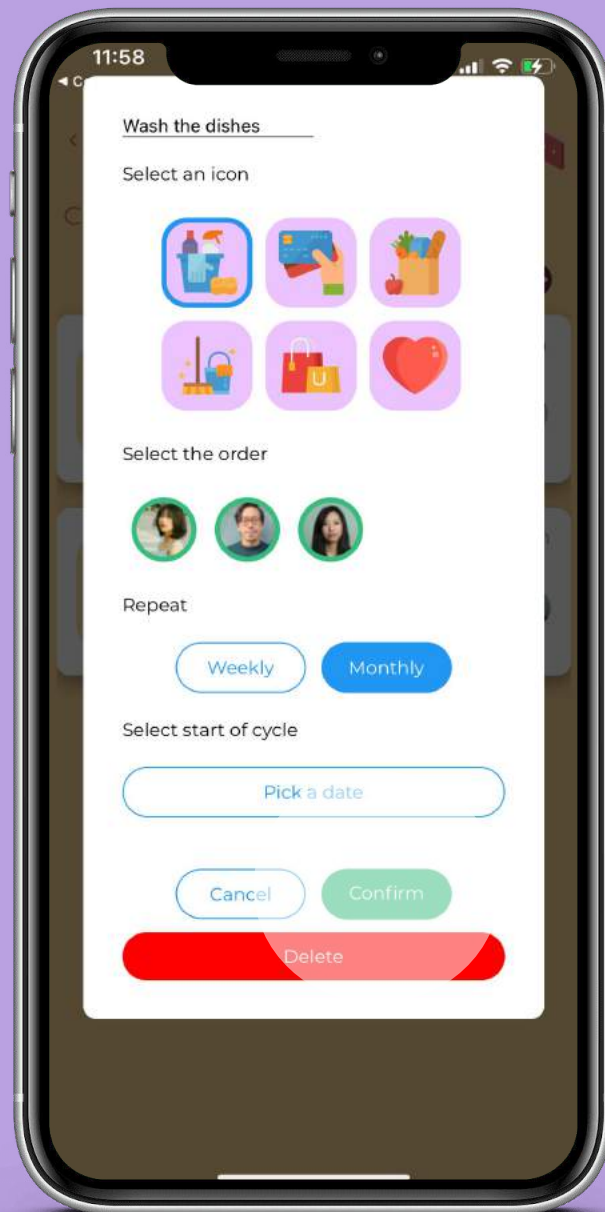 11:58
Wash the dishes
Select an icon
Select the order
Repeat
Weekly Monthly
Select start of cycle
Pick a date
Cancel Confirm
Delete